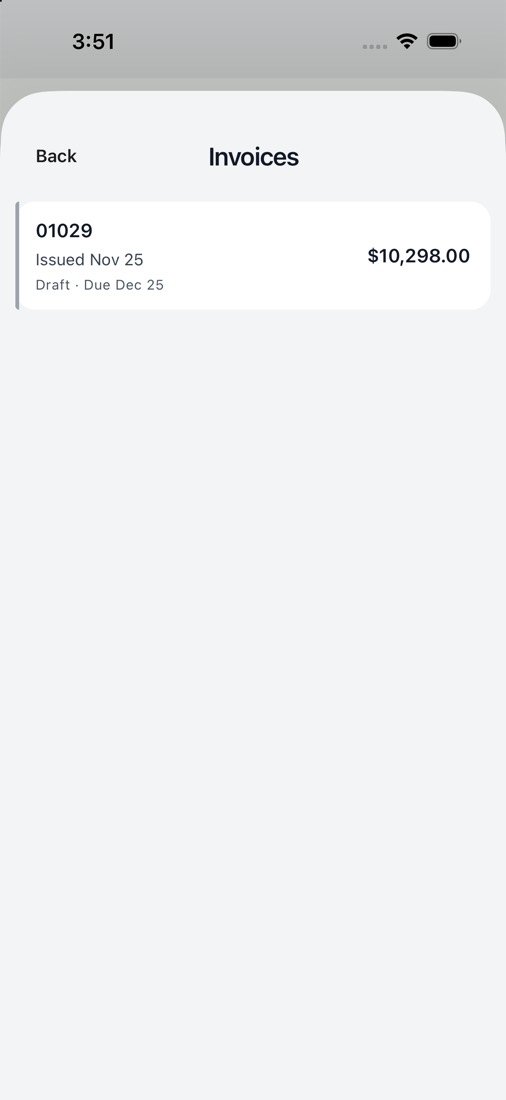 3:51
Back
Invoices
01029
Issued Nov 25
$10,298.00
Draft · Due Dec 25